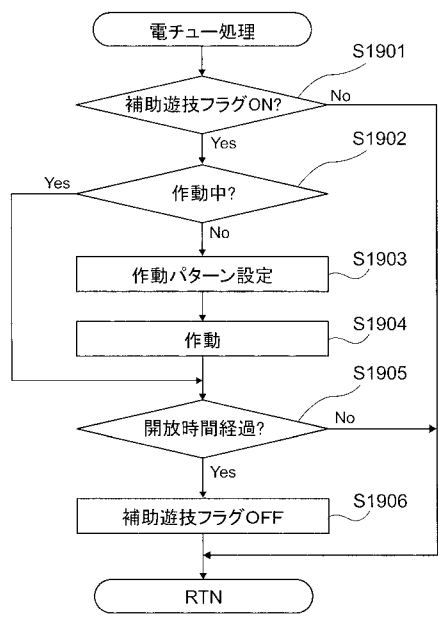 電チュー処理
S1901
補助遊技フラグON?
No
Yes
S1902
Yes
作動中?
No
S1903
作動パターン設定
S1904
作動
S1905
開放時間経過?
No
Yes
S1906
補助遊技フラグOFF
RTN